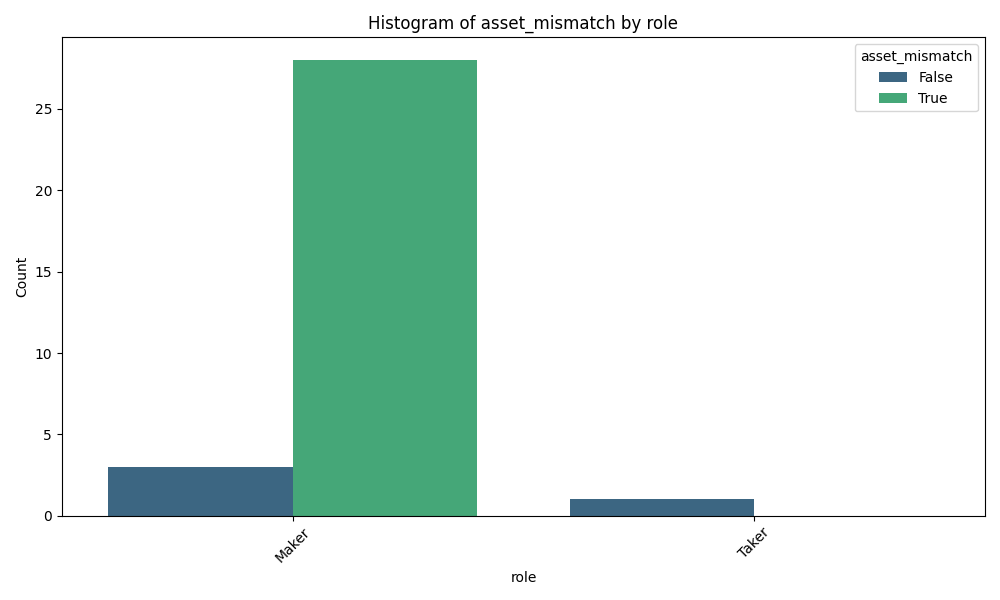 Histogram of asset_mismatch by role
asset_mismatch
False
True
Count
25
20
15
10
5
0
Maker
Taker
role